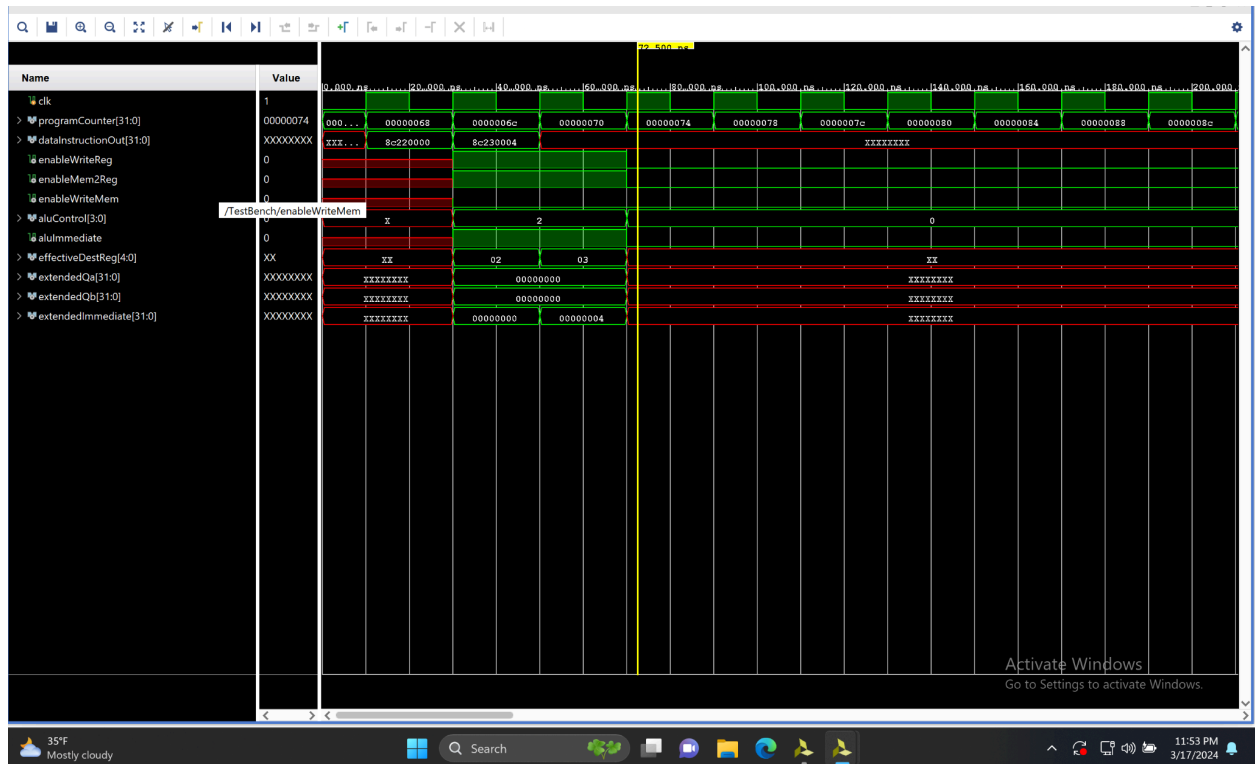 72.500 ns
Name Value
0.000 ns 20.000 ns 40.000 ns 60.000 ns 80.000 ns 100.000 ns 120.000 ns 140.000 ns 160.000 ns 180.000 ns 200.000
clk 1
programCounter[31:0] 00000074 000... 00000068 0000006c 00000070 00000074 00000078 0000007c 00000080 00000084 00000088 0000008c
dataInstructionOut[31:0] XXXXXXXX XXX... 8c220000 8c230004 XXXXXXXX
enableWriteReg 0
enableMem2Reg 0
enableWriteMem 0
/TestBench/enableWriteMem
aluControl[3:0] 0 X 2 0
aluImmediate 0
effectiveDestReg[4:0] XX XX 02 03 XX
extendedQa[31:0] XXXXXXXX XXXXXXXX 00000000 XXXXXXXX
extendedQb[31:0] XXXXXXXX XXXXXXXX 00000000 XXXXXXXX
extendedImmediate[31:0] XXXXXXXX XXXXXXXX 00000000 00000004 XXXXXXXX
Activate Windows
Go to Settings to activate Windows.
35°F
Mostly cloudy
Search
11:53 PM
3/17/2024